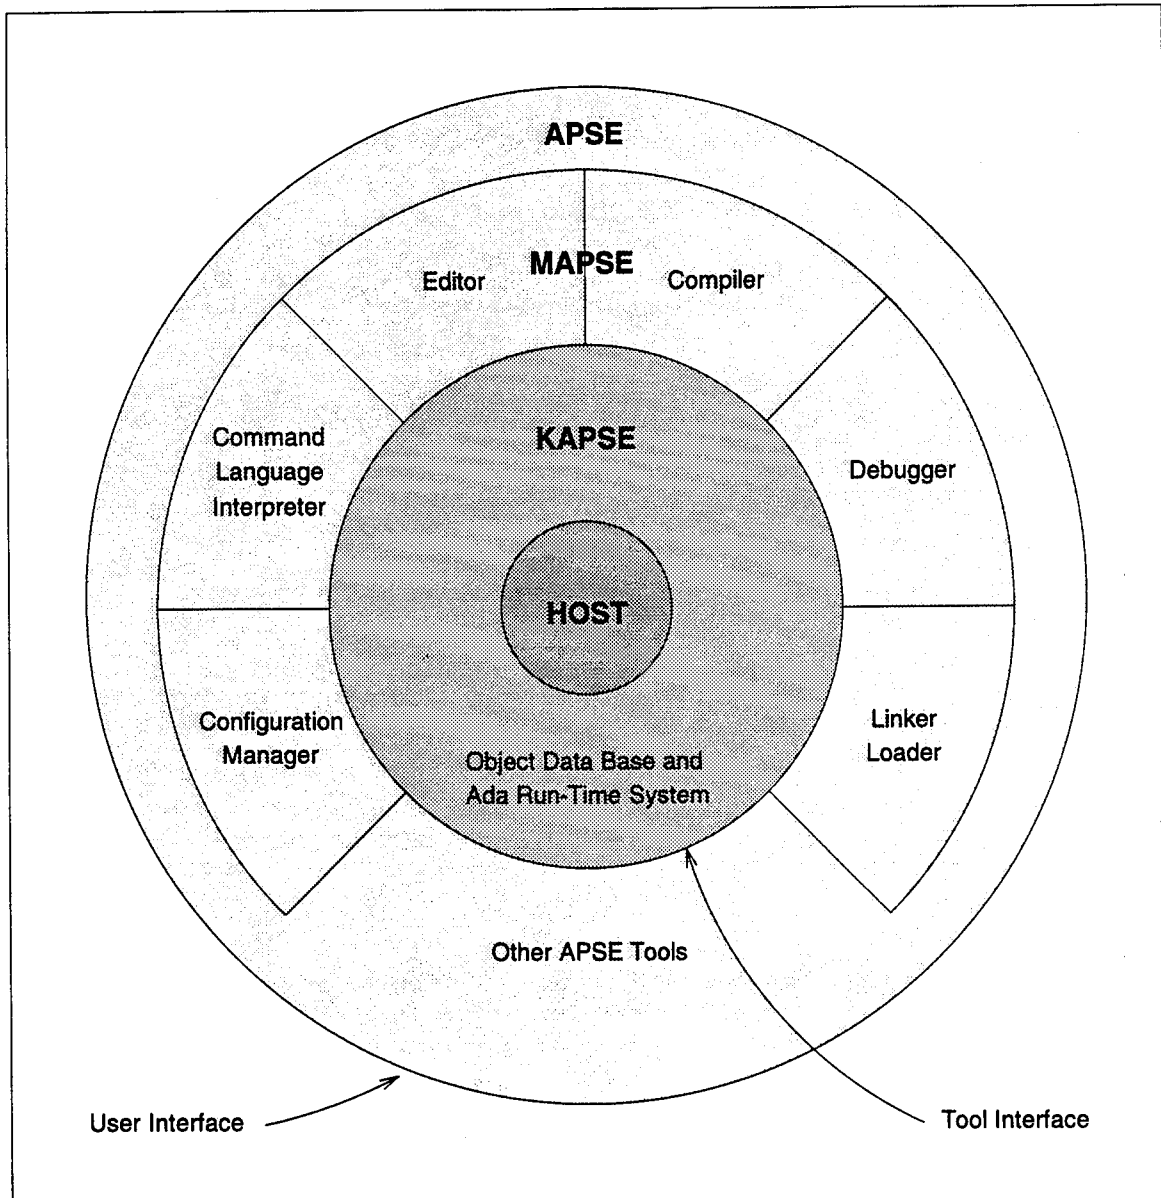 APSE
MAPSE
Editor
Compiler
Command
Language
Interpreter
KAPSE
Debugger
HOST
Configuration
Manager
Linker
Loader
Object Data Base and
Ada Run-Time System
Other APSE Tools
User Interface
Tool Interface